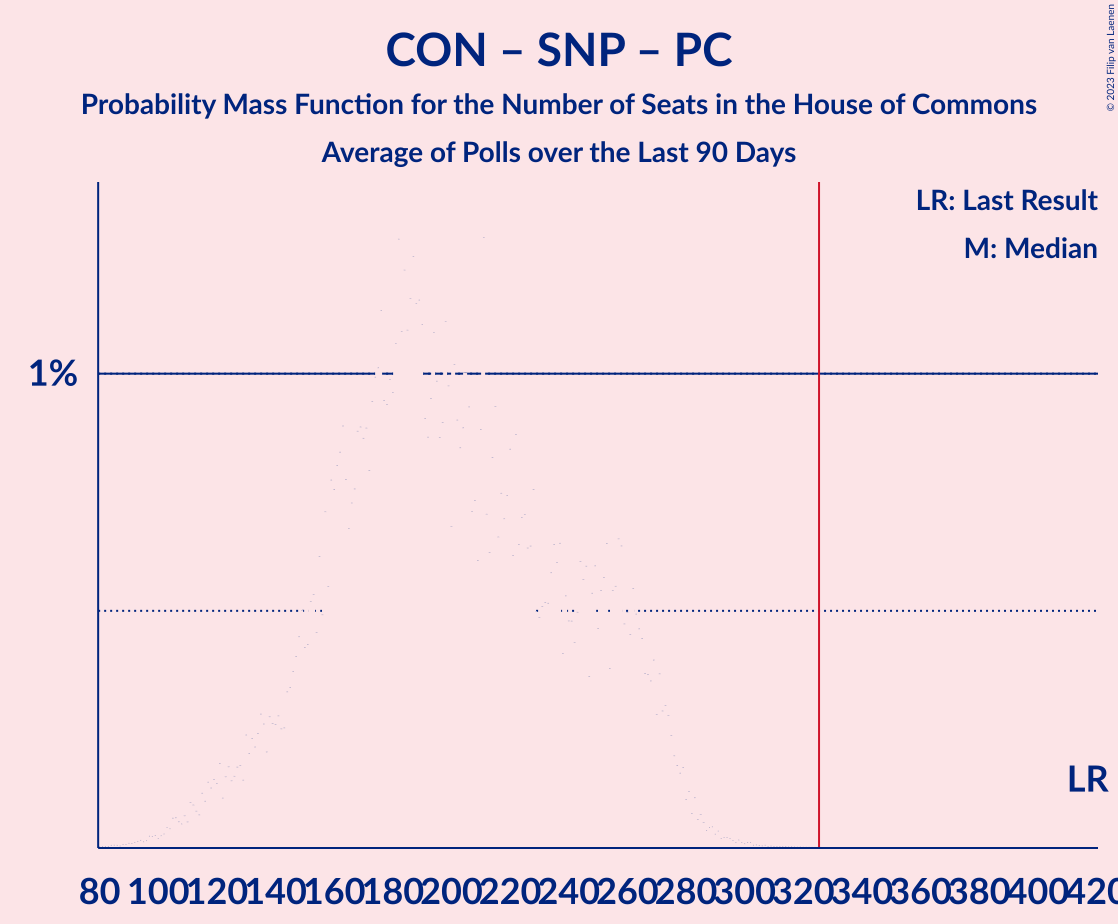 CON – SNP – PC
Probability Mass Function for the Number of Seats in the House of Commons
Average of Polls over the Last 90 Days
© 2023 Filip van Laenen
LR: Last Result
M: Median
1%
LR
80 100 120 140 160 180 200 220 240 260 280 300 320 340 360 380 400 420